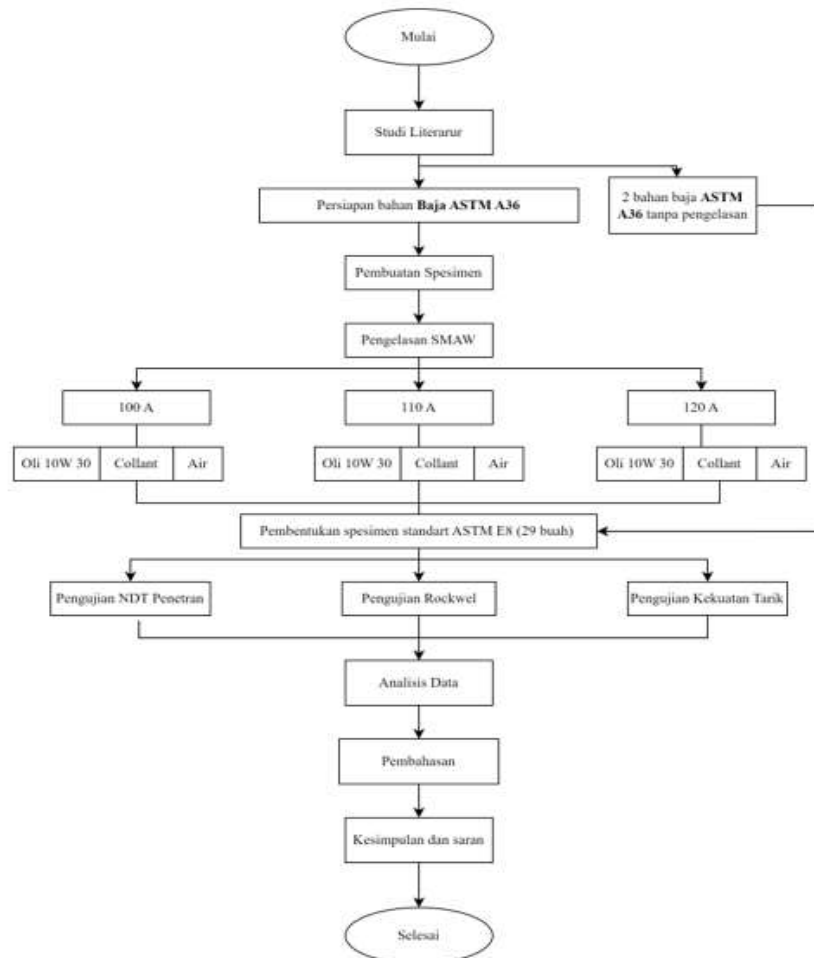 Mulai
Studi Literarur
Persiapan bahan Baja ASTM A36
2 bahan baja ASTM
A36 tanpa pengelasan
Pembuatan Spesimen
Pengelasan SMAW
100 A
110 A
120 A
Oli 10W 30 Collant Air
Oli 10W 30 Collant Air
Oli 10W 30 Collant Air
Pembentukan spesimen standart ASTM E8 (29 buah)
Pengujian NDT Penetran
Pengujian Rockwel
Pengujian Kekuatan Tarik
Analisis Data
Pembahasan
Kesimpulan dan saran
Selesai